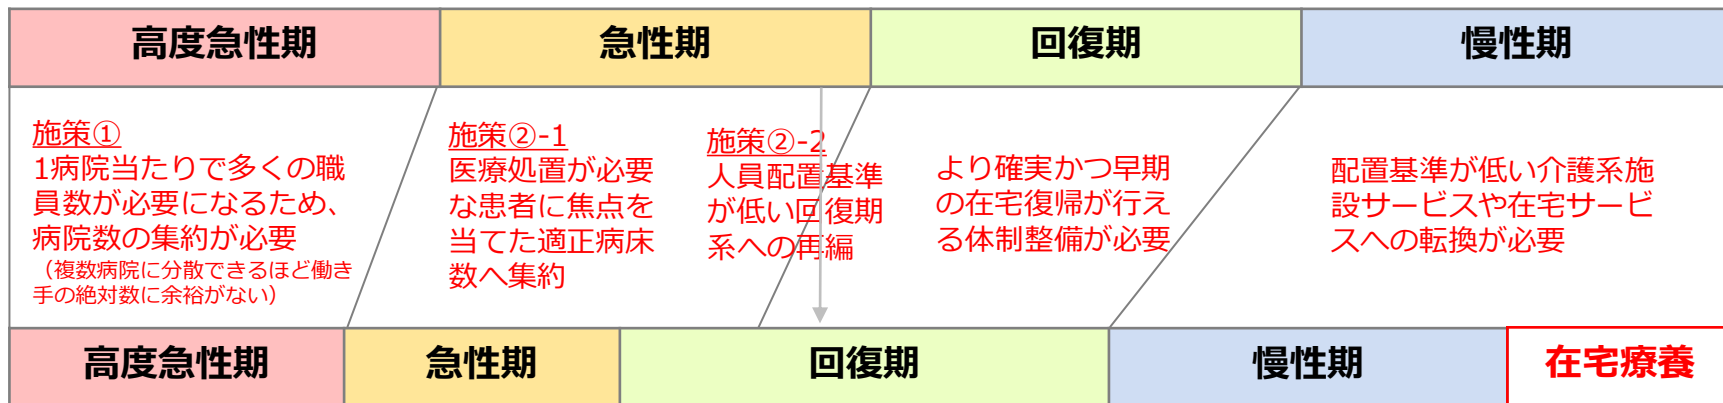 高度急性期
急性期
回復期
慢性期
施策①
1病院当たりで多くの職
員数が必要になるため、
病院数の集約が必要
（複数病院に分散できるほど働き
手の絶対数に余裕がない）
施策②-1
医療処置が必要
な患者に焦点を
当てた適正病床
数へ集約
施策②-2
人員配置基準
が低い回復期
系への再編
より確実かつ早期
の在宅復帰が行え
る体制整備が必要
配置基準が低い介護系施
設サービスや在宅サービ
スへの転換が必要
高度急性期
急性期
回復期
慢性期
在宅療養